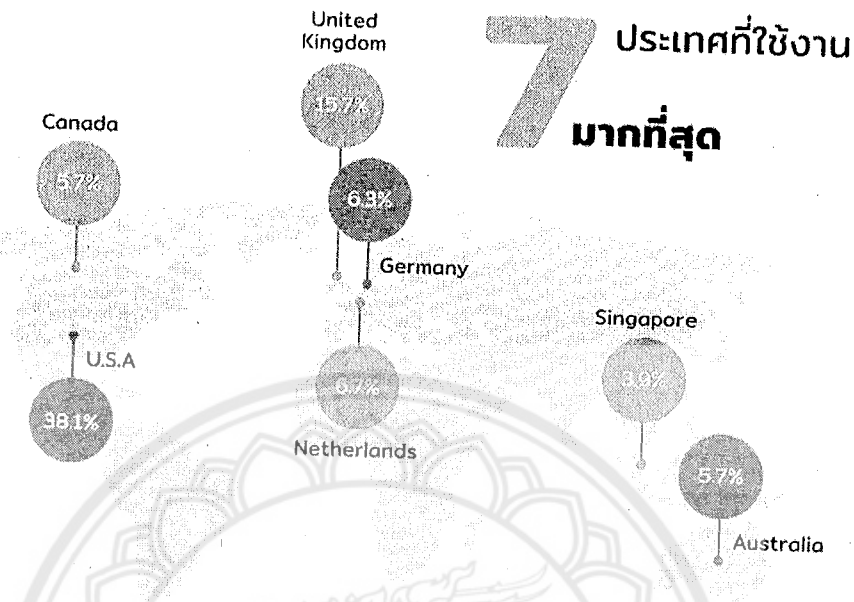 7 ประเทศที่ใช้งาน
มากที่สุด
United
Kingdom
15.7%
Canada
5.7%
6.3%
Germany
U.S.A
38.1%
6.7%
Netherlands
Singapore
3.9%
5.7%
Australia